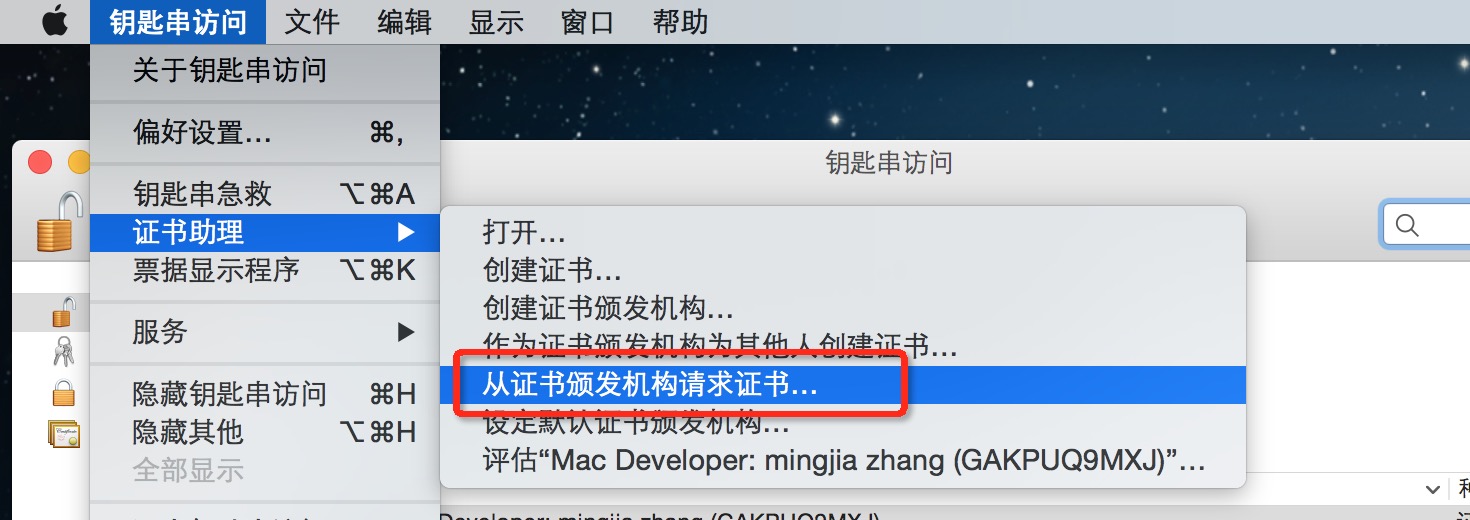 钥匙串访问 文件 编辑 显示 窗口 帮助
关于钥匙串访问
偏好设置... ⌘,
钥匙串访问
钥匙串急救 ⌥⌘A
证书助理 ▶
票据显示程序 ⌥⌘K
服务 ▶
隐藏钥匙串访问 ⌘H
隐藏其他 ⌥⌘H
全部显示
打开...
创建证书...
创建证书颁发机构...
作为证书颁发机构为其他人创建证书...
从证书颁发机构请求证书...
设定默认证书颁发机构...
评估“Mac Developer: mingjia zhang (GAKPUQ9MXJ)”...
Developer: mingjia zhang (GAKPUQ9MXJ)